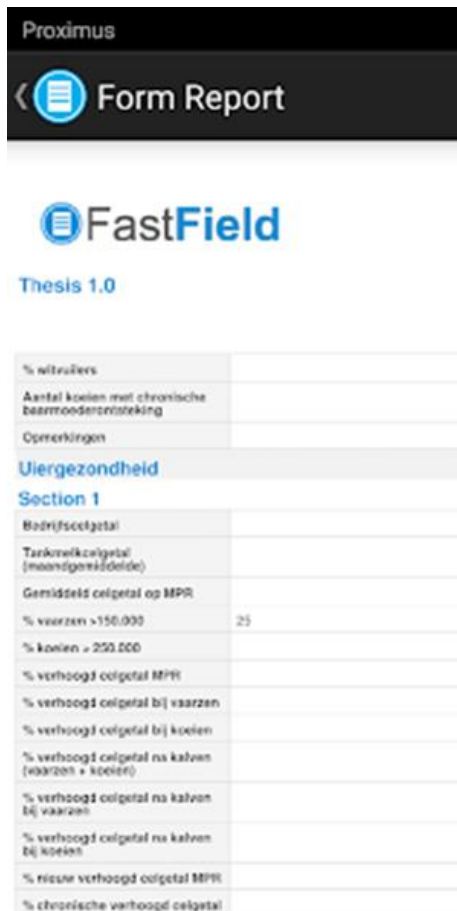 Proximus
Form Report
FastField
Thesis 1.0
% witvuilers
Aantal koeien met chronische
baarmoederontsteking
Opmerkingen
Uiergezondheid
Section 1
Bedrijfscelgetal
Tankmelkcelgetal
(maandgemiddelde)
Gemiddeld celgetal op MPR
% vaarzen >150.000 25
% koeien > 250.000
% verhoogd celgetal MPR
% verhoogd celgetal bij vaarzen
% verhoogd celgetal bij koeien
% verhoogd celgetal na kalven
(vaarzen + koeien)
% verhoogd celgetal na kalven
bij vaarzen
% verhoogd celgetal na kalven
bij koeien
% nieuw verhoogd celgetal MPR
% chronische verhoogd celgetal